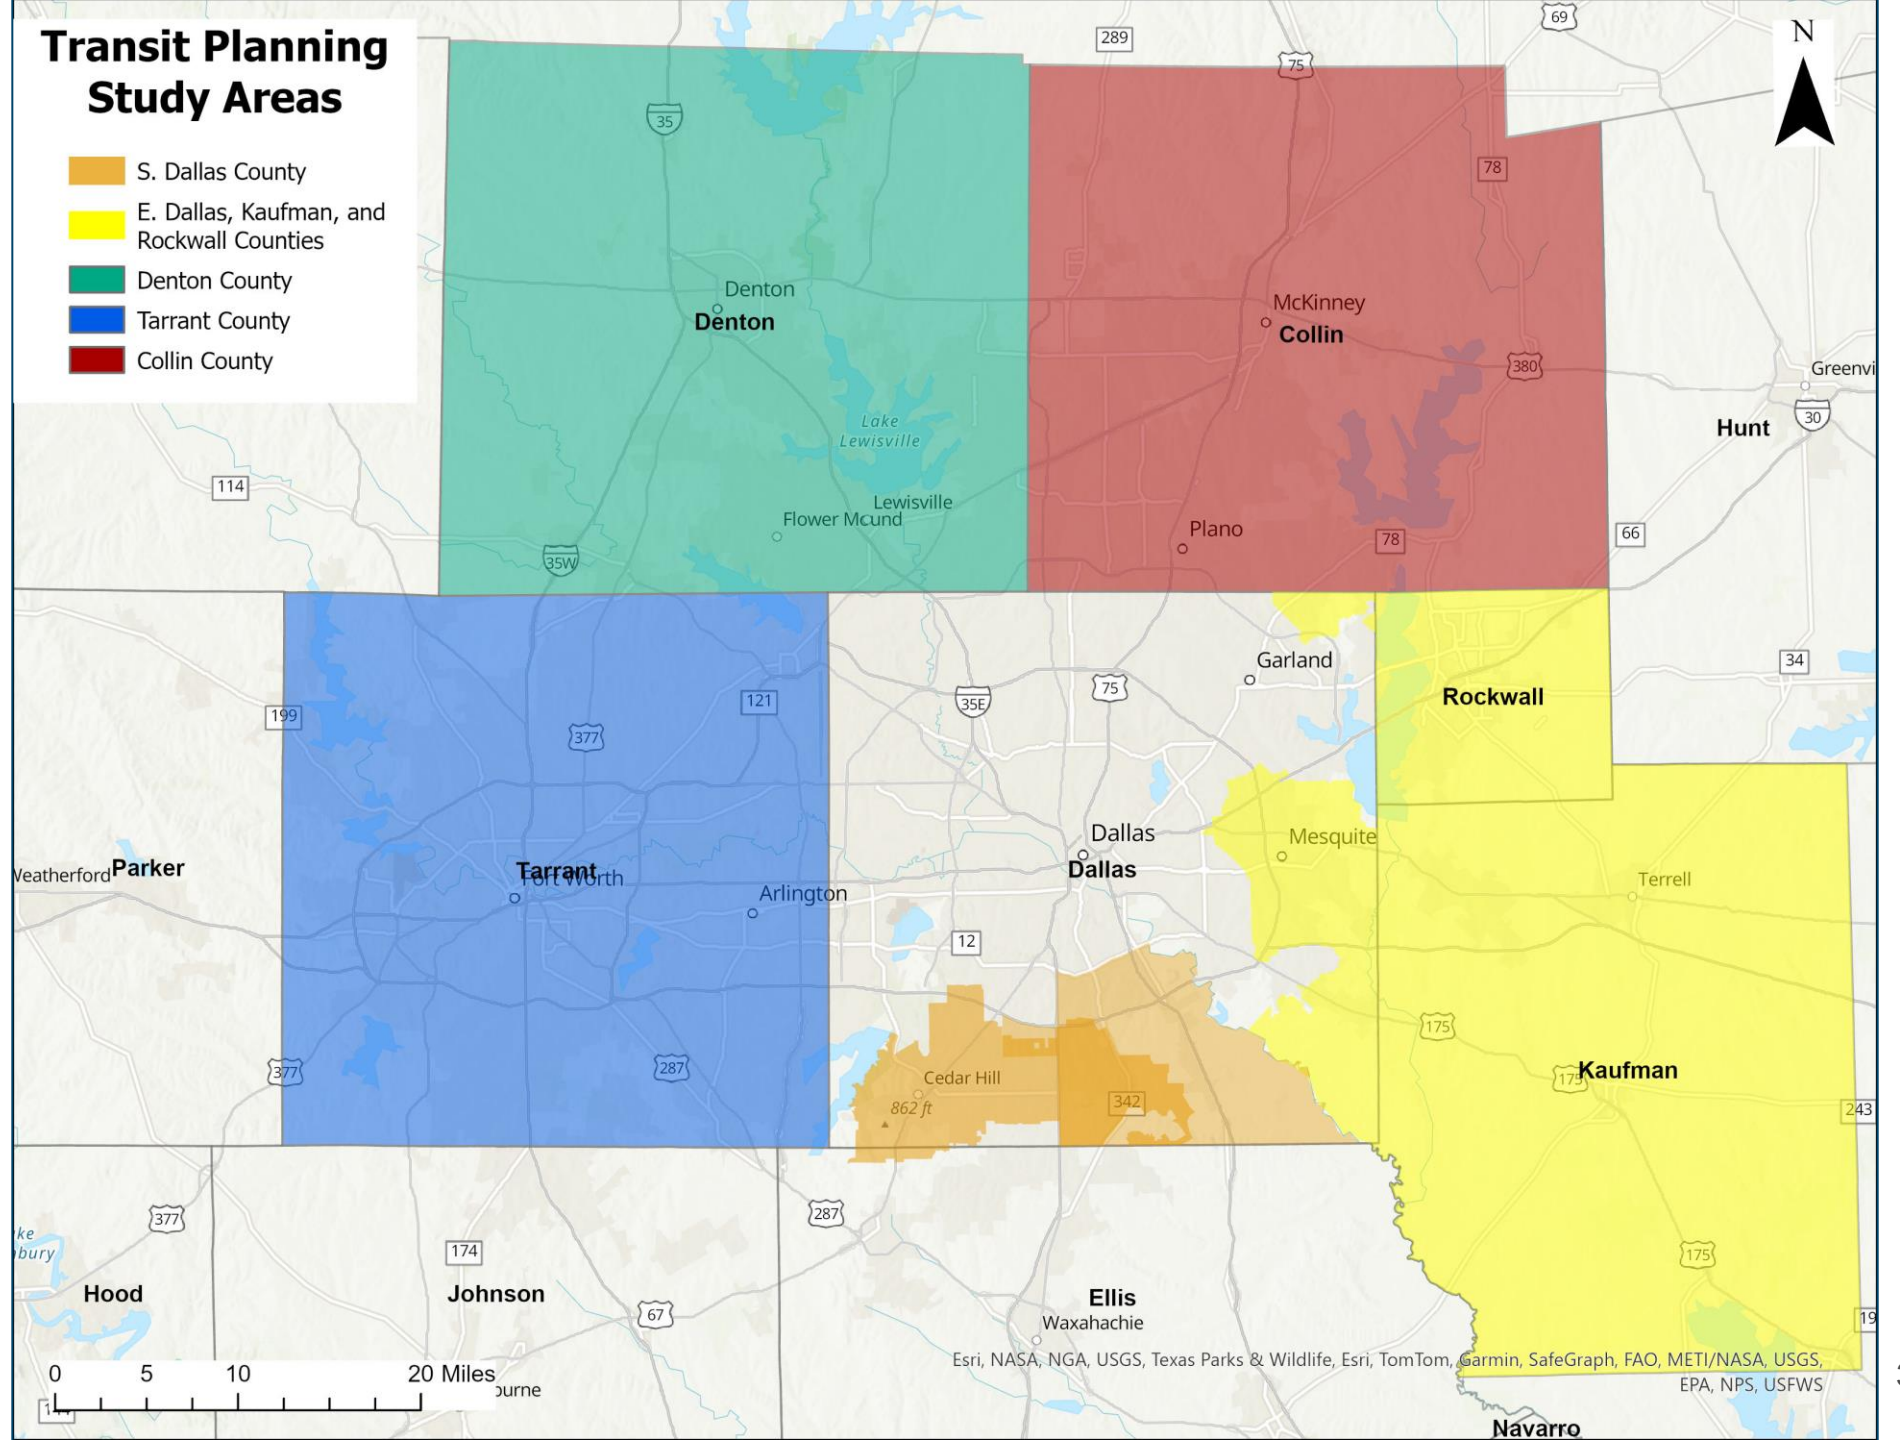 Transit Planning
Study Areas
S. Dallas County
E. Dallas, Kaufman, and
Rockwall Counties
Denton County
Tarrant County
Collin County
N
69
289
75
35
78
Denton
Denton
McKinney
Collin
380
Greenvi
30
Hunt
Lake
Lewisville
114
Lewisville
Flower Mound
Plano
78
66
35W
Garland
34
199
121
35E
75
Rockwall
377
Dallas
Mesquite
Weatherford
Parker
Tarrant
Fort Worth
Dallas
Terrell
Arlington
12
175
377
287
Cedar Hill
862 ft
342
175
Kaufman
243
377
287
174
175
Hood
Johnson
Ellis
67
Waxahachie
19
ke
bury
0 5 10 20 Miles
ourne
Esri, NASA, NGA, USGS, Texas Parks & Wildlife, Esri, TomTom, Garmin, SafeGraph, FAO, METI/NASA, USGS,
EPA, NPS, USFWS
Navarro